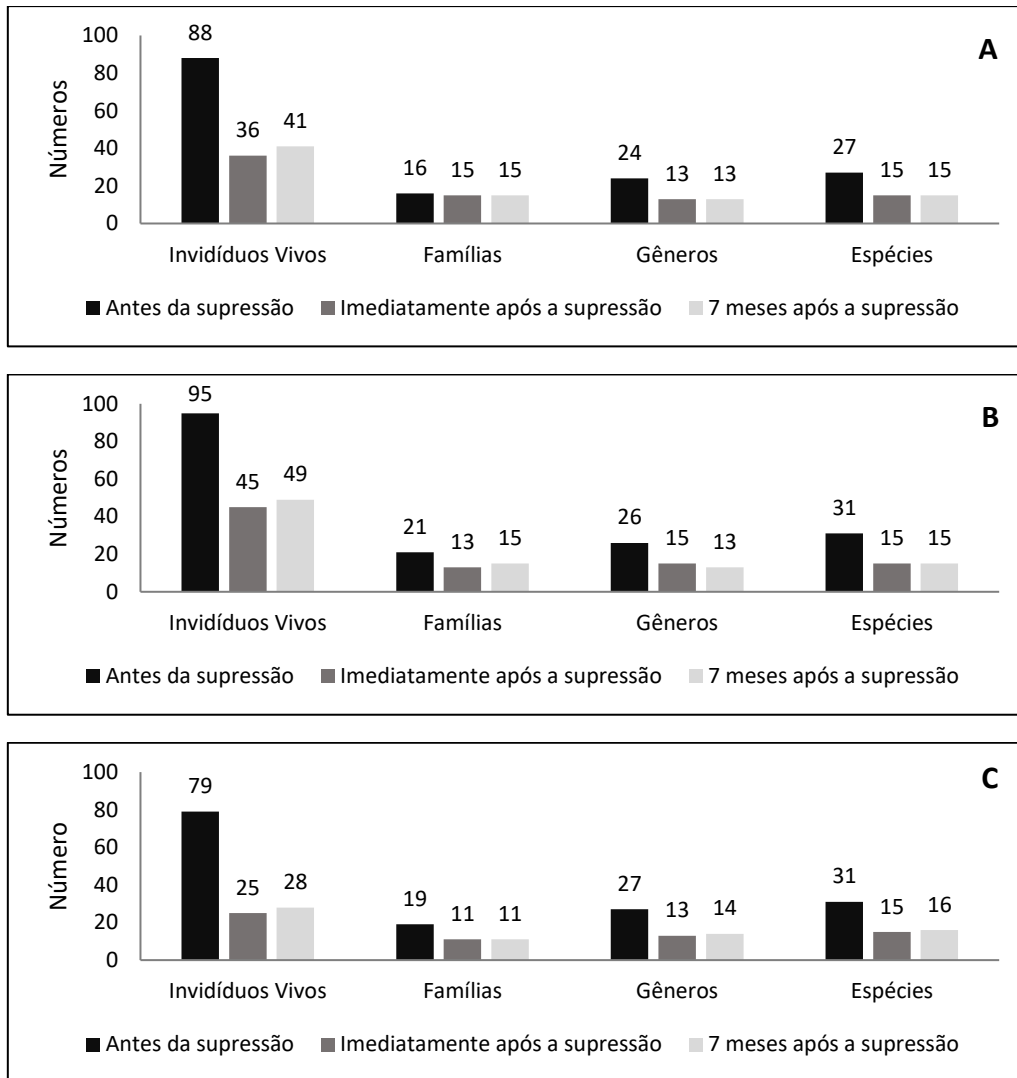 A
Números
100
80
60
40
20
0
88
36
41
16
15
15
24
13
13
27
15
15
Invidíduos Vivos
Famílias
Gêneros
Espécies
Antes da supressão
Imediatamente após a supressão
7 meses após a supressão
B
Números
100
80
60
40
20
0
95
45
49
21
13
15
26
15
13
31
15
15
Invidíduos Vivos
Famílias
Gêneros
Espécies
Antes da supressão
Imediatamente após a supressão
7 meses após a supressão
C
Número
100
80
60
40
20
0
79
25
28
19
11
11
27
13
14
31
15
16
Invidíduos Vivos
Famílias
Gêneros
Espécies
Antes da supressão
Imediatamente após a supressão
7 meses após a supressão